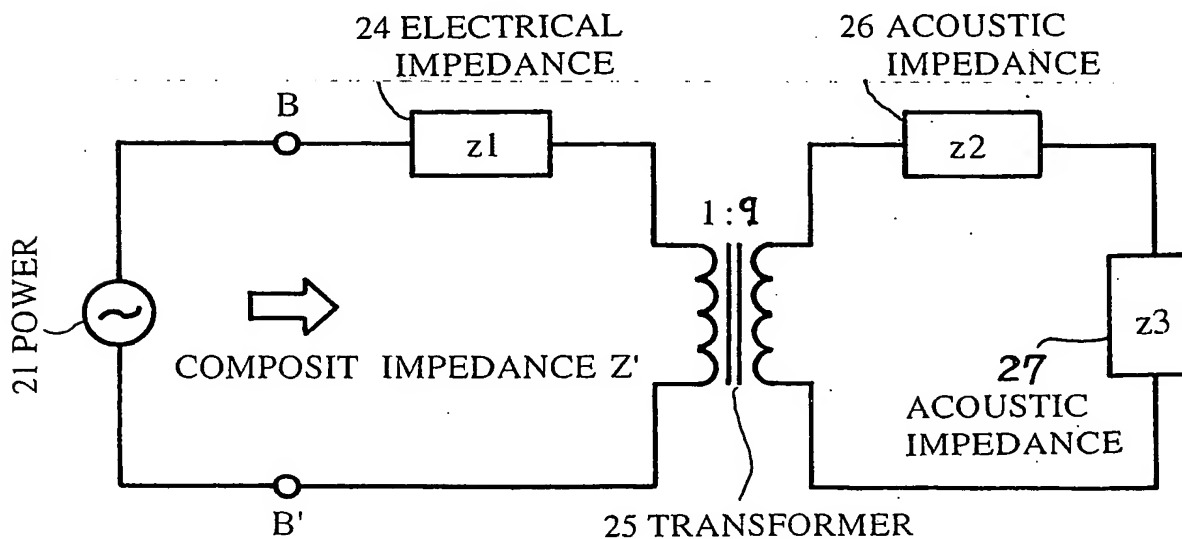 24 ELECTRICAL
IMPEDANCE
26 ACOUSTIC
IMPEDANCE
B
z1
z2
1:9
21 POWER
z3
COMPOSIT IMPEDANCE Z'
27
ACOUSTIC
IMPEDANCE
B'
25 TRANSFORMER